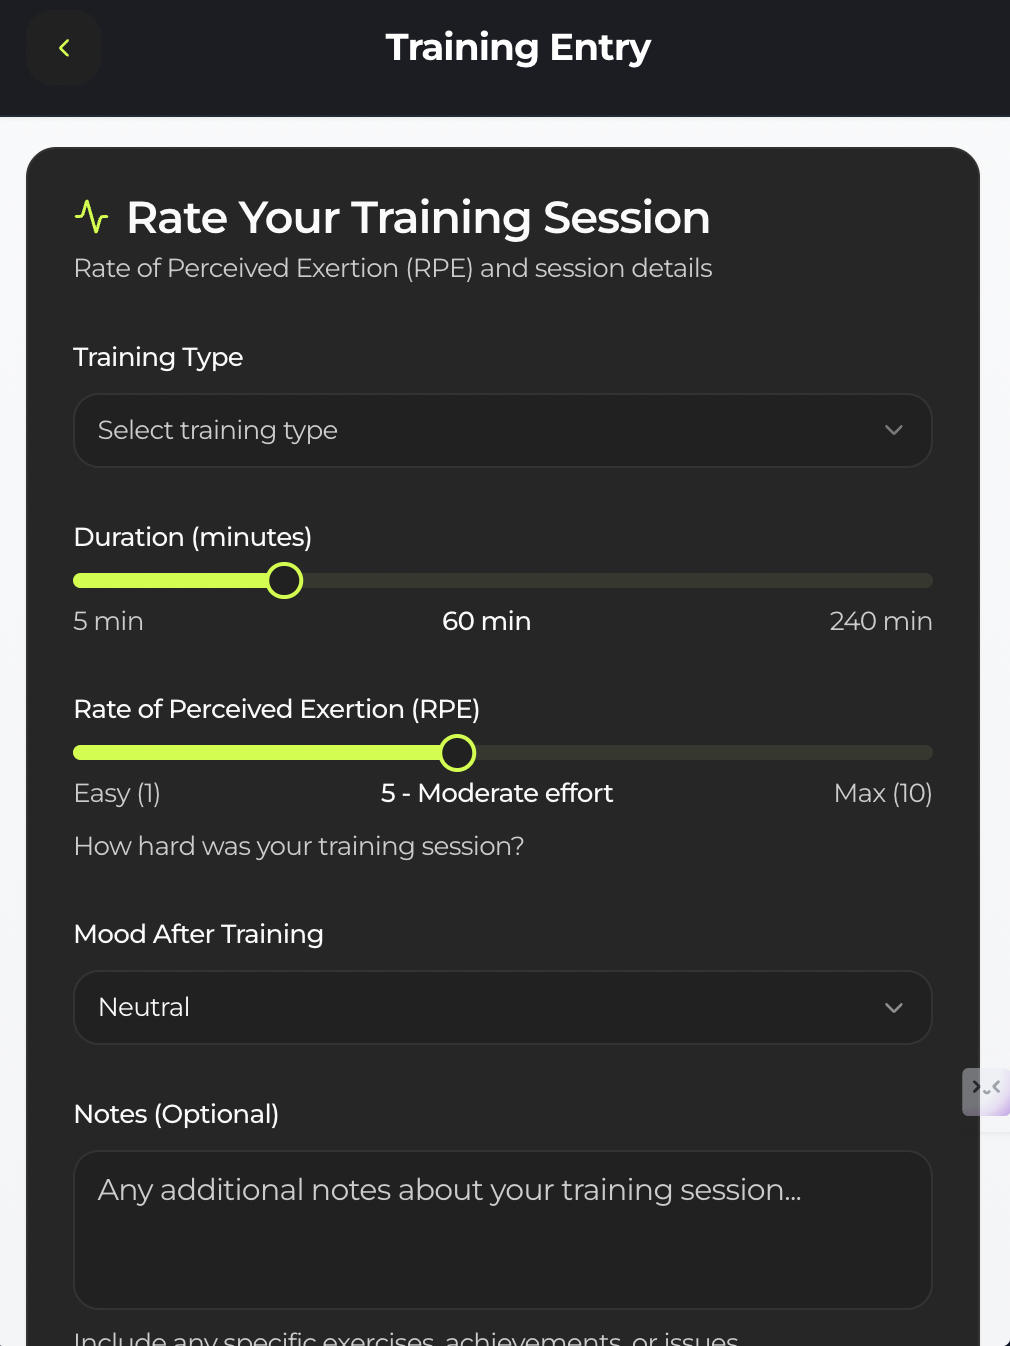 Training Entry
Rate Your Training Session
Rate of Perceived Exertion (RPE) and session details
Training Type
Select training type
Duration (minutes)
5 min 60 min 240 min
Rate of Perceived Exertion (RPE)
Easy (1) 5 - Moderate effort Max (10)
How hard was your training session?
Mood After Training
Neutral
Notes (Optional)
Any additional notes about your training session...
Include any specific exercises, achievements, or issues